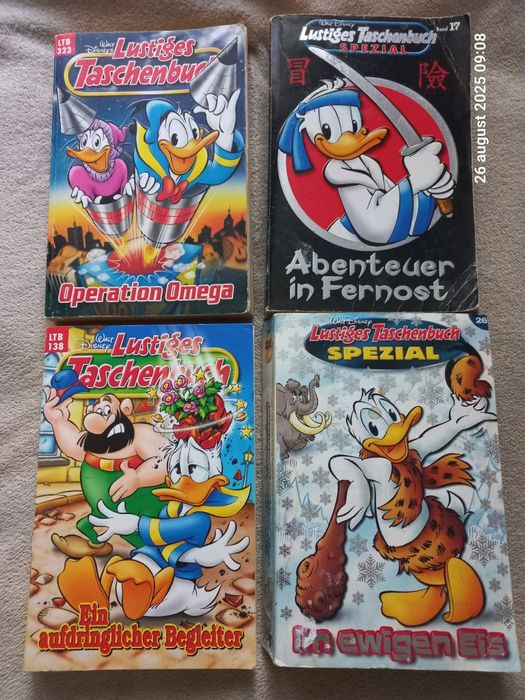 LTB
323
Walt
Disney
Lustiges
Taschenbuch
Operation Omega
Walt Disney
Lustiges Taschenbuch
SPEZIAL
Band 17
冒 險
Abenteuer
in Fernost
LTB
138
Walt
Disney
Lustiges
Taschenbuch
Ein
aufdringlicher Begleiter
Walt Disney
Lustiges Taschenbuch
SPEZIAL
26
Im ewigen Eis
26 august 2025 09:08